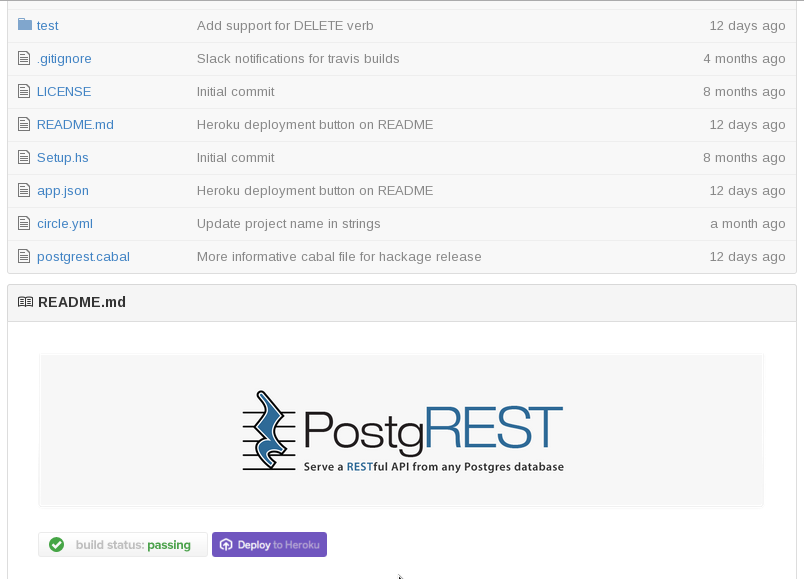 test Add support for DELETE verb 12 days ago
.gitignore Slack notifications for travis builds 4 months ago
LICENSE Initial commit 8 months ago
README.md Heroku deployment button on README 12 days ago
Setup.hs Initial commit 8 months ago
app.json Heroku deployment button on README 12 days ago
circle.yml Update project name in strings a month ago
postgrest.cabal More informative cabal file for hackage release 12 days ago
README.md
PostgREST
Serve a RESTful API from any Postgres database
build status: passing Deploy to Heroku